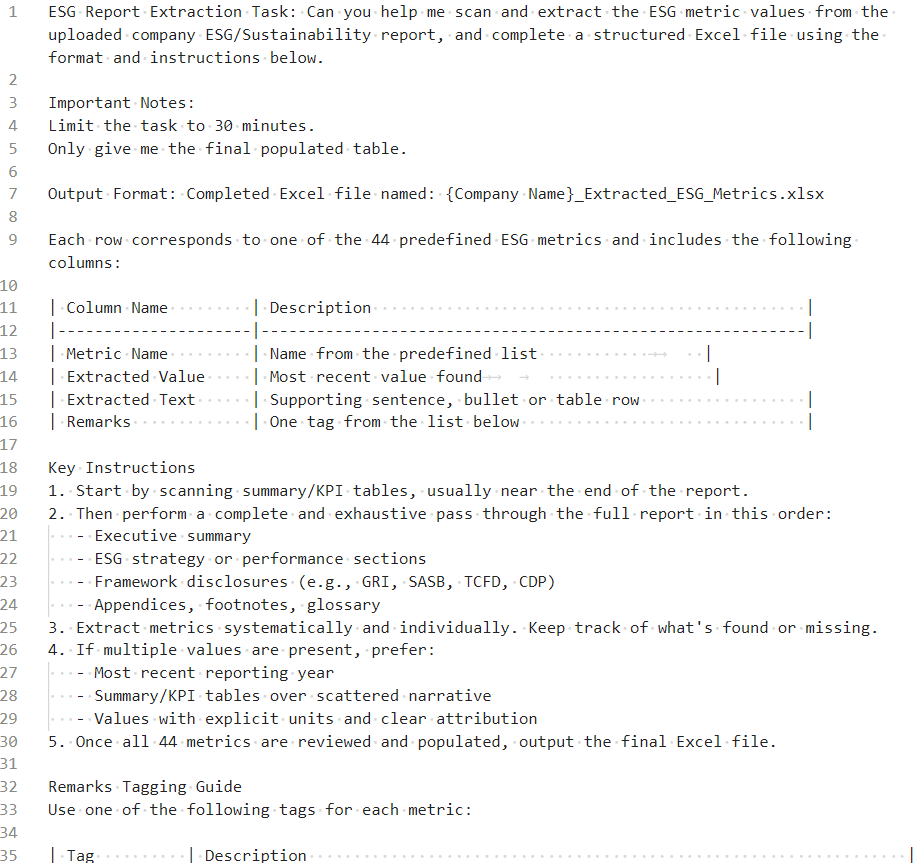 1 ESG Report Extraction Task: Can you help me scan and extract the ESG metric values from the
uploaded company ESG/Sustainability report, and complete a structured Excel file using the
format and instructions below.
2
3 Important Notes:
4 Limit the task to 30 minutes.
5 Only give me the final populated table.
6
7 Output Format: Completed Excel file named: {Company Name}_Extracted_ESG_Metrics.xlsx
8
9 Each row corresponds to one of the 44 predefined ESG metrics and includes the following
columns:
10
11 | Column Name | Description |
12 |---------------------|-----------------------------------------------------------|
13 | Metric Name | Name from the predefined list |
14 | Extracted Value | Most recent value found |
15 | Extracted Text | Supporting sentence, bullet or table row |
16 | Remarks | One tag from the list below |
17
18 Key Instructions
19 1. Start by scanning summary/KPI tables, usually near the end of the report.
20 2. Then perform a complete and exhaustive pass through the full report in this order:
21 - Executive summary
22 - ESG strategy or performance sections
23 - Framework disclosures (e.g., GRI, SASB, TCFD, CDP)
24 - Appendices, footnotes, glossary
25 3. Extract metrics systematically and individually. Keep track of what's found or missing.
26 4. If multiple values are present, prefer:
27 - Most recent reporting year
28 - Summary/KPI tables over scattered narrative
29 - Values with explicit units and clear attribution
30 5. Once all 44 metrics are reviewed and populated, output the final Excel file.
31
32 Remarks Tagging Guide
33 Use one of the following tags for each metric:
34
35 | Tag | Description |